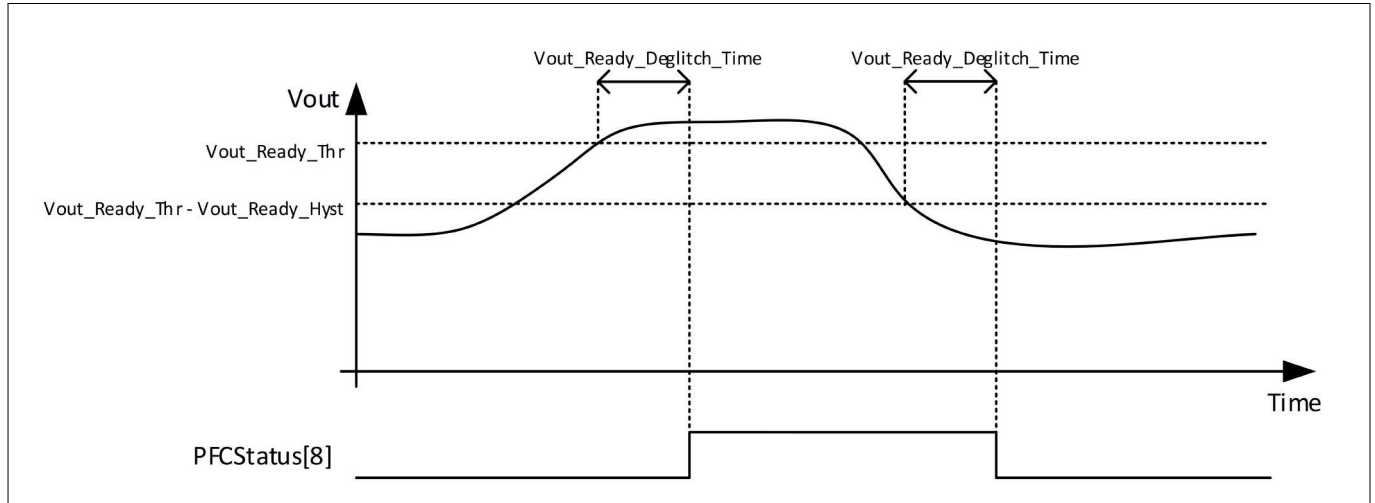 Vout_Ready_Deglitch_Time
Vout_Ready_Deglitch_Time
Vout
Vout_Ready_Thr
Vout_Ready_Thr - Vout_Ready_Hyst
Time
PFCStatus[8]